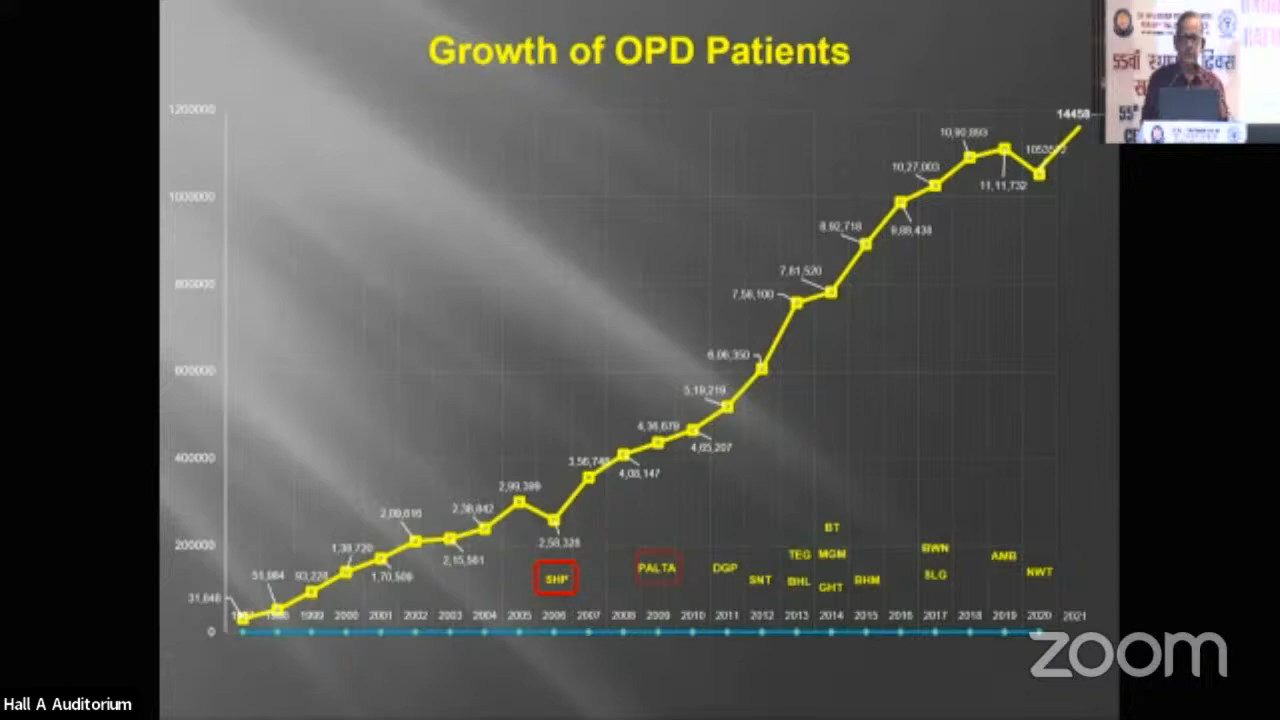 Growth of OPD Patients
1200000
1000000
800000
600000
400000
200000
0
31,648
51,984
93,228
1,38,720
1,70,506
2,09,616
2,15,561
2,38,842
2,99,399
2,58,328
3,56,748
4,08,147
4,36,679
4,65,207
5,19,219
6,06,350
7,56,100
7,81,520
8,92,718
9,88,438
10,27,003
10,90,893
11,11,732
14458
SHP
PALTA
DGP
SNT
TEG
BHL
BT
MGM
GHT
BHM
BWN
SLG
AMB
NWT
1999 2000 2001 2002 2003 2004 2005 2006 2007 2008 2009 2010 2011 2012 2013 2014 2015 2016 2017 2018 2019 2020 2021
55वां
55
zoom
Hall A Auditorium